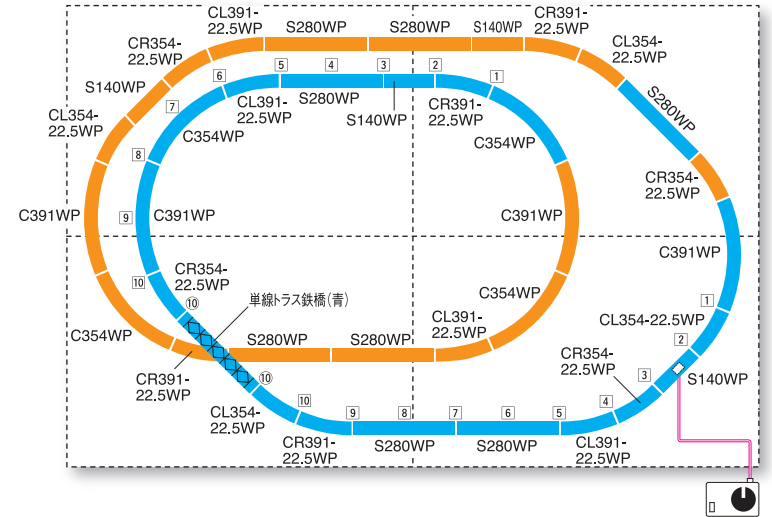 CL391-
22.5WP
S280WP
S280WP
S140WP
CR391-
22.5WP
CR354-
22.5WP
CL354-
22.5WP
S140WP
6
5
4
3
2
1
S280WP
CL354-
22.5WP
7
CL391-
22.5WP
S280WP
S140WP
CR391-
22.5WP
8
C354WP
C354WP
CR354-
22.5WP
C391WP
9
C391WP
C391WP
C391WP
10
CR354-
22.5WP
⑩
単線トラス鉄橋(青)
C354WP
1
CL354-22.5WP
C354WP
S280WP
S280WP
CL391-
22.5WP
2
CR354-
22.5WP
S140WP
CR391-
22.5WP
⑩
3
CL354-
22.5WP
10
9
8
7
6
5
4
CR391-
22.5WP
S280WP
S280WP
CL391-
22.5WP